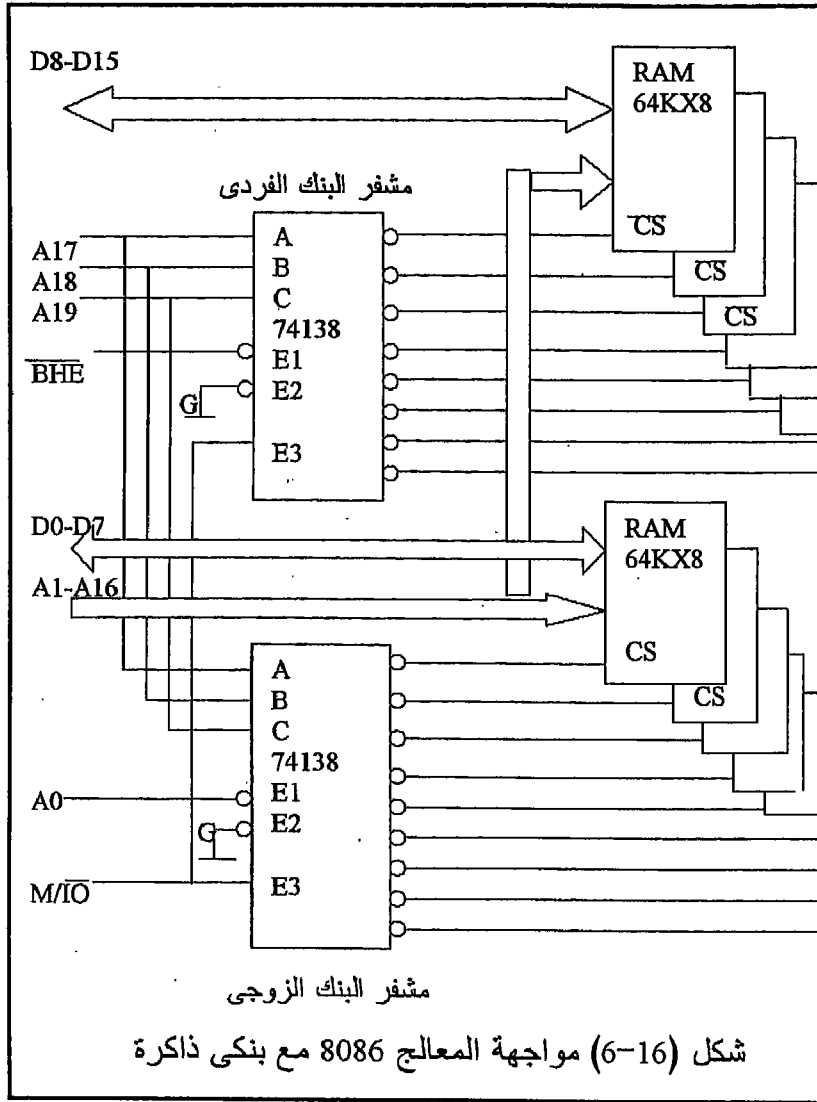 D8-D15
RAM
64KX8
مشفر البنك الفردى
CS
A
B
C
74138
E1
E2
E3
A17
A18
A19
BHE
G
CS
CS
D0-D7
A1-A16
RAM
64KX8
CS
CS
A
B
C
74138
E1
E2
E3
A0
G
M/IO
مشفر البنك الزوجى
شكل (16-6) مواجهة المعالج 8086 مع بنكى ذاكرة